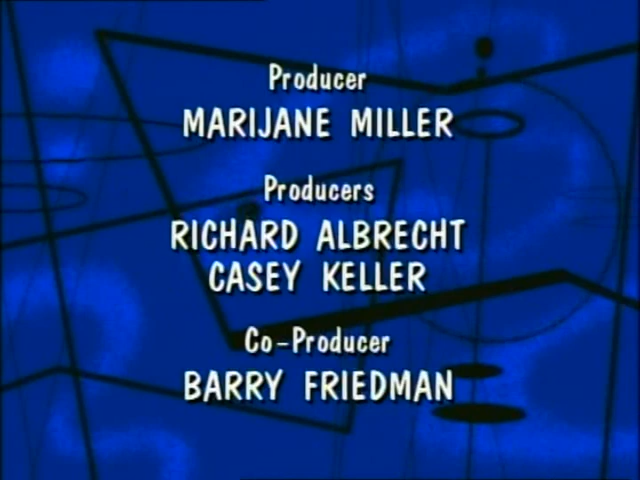 Producer
MARIJANE MILLER
Producers
RICHARD ALBRECHT
CASEY KELLER
Co-Producer
BARRY FRIEDMAN